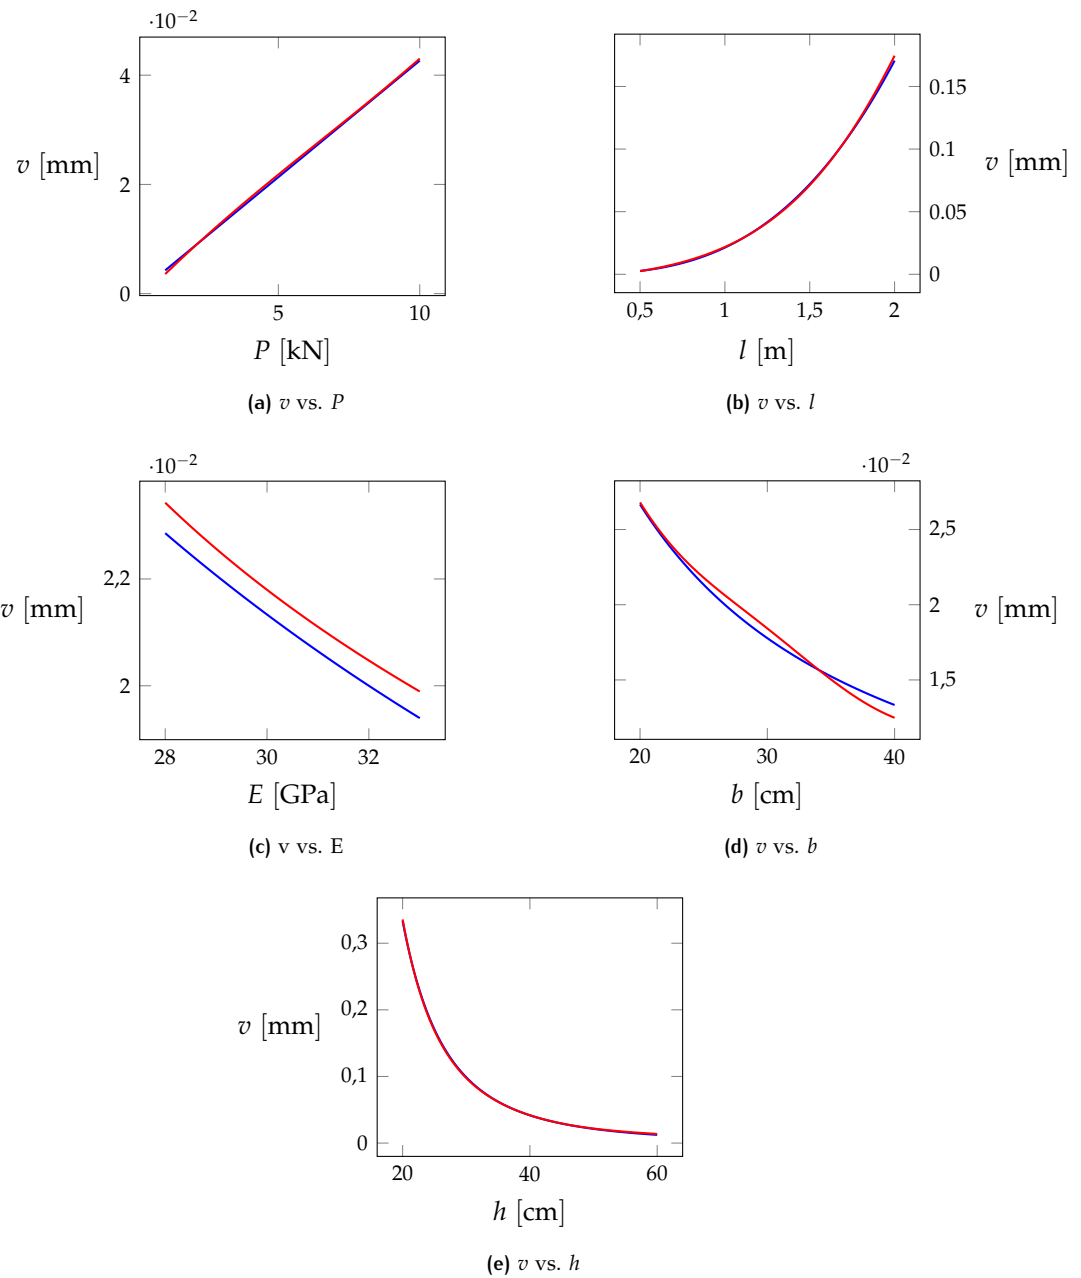 ·10−2
4
2
0
v [mm]
5 10
P [kN]
(a) v vs. P
0.15
0.1
0.05
0
v [mm]
0,5 1 1,5 2
l [m]
(b) v vs. l
·10−2
2,2
2
v [mm]
28 30 32
E [GPa]
(c) v vs. E
·10−2
2,5
2
1,5
v [mm]
20 30 40
b [cm]
(d) v vs. b
0,3
0,2
0,1
0
v [mm]
20 40 60
h [cm]
(e) v vs. h